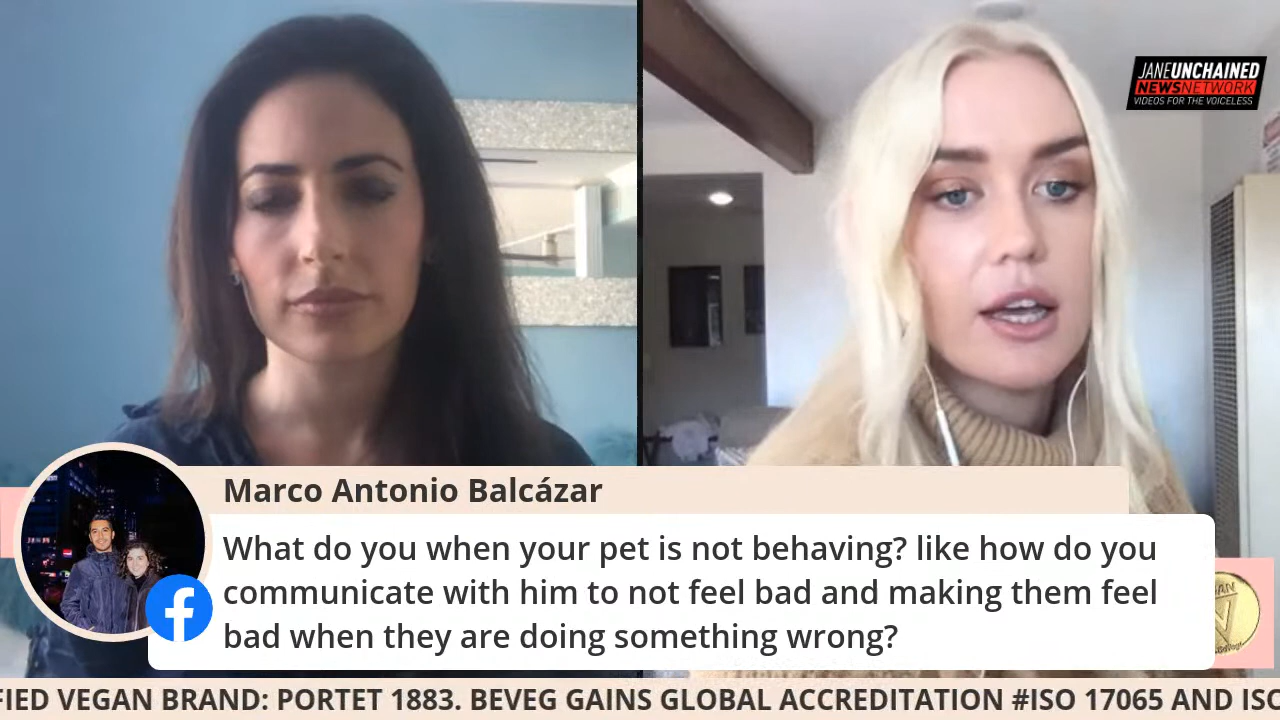 JANEUNCHAINED
NEWSNETWORK
VIDEOS FOR THE VOICELESS
Marco Antonio Balcázar
What do you when your pet is not behaving? like how do you
communicate with him to not feel bad and making them feel
bad when they are doing something wrong?
FIED VEGAN BRAND: PORTET 1883. BEVEG GAINS GLOBAL ACCREDITATION #ISO 17065 AND ISO